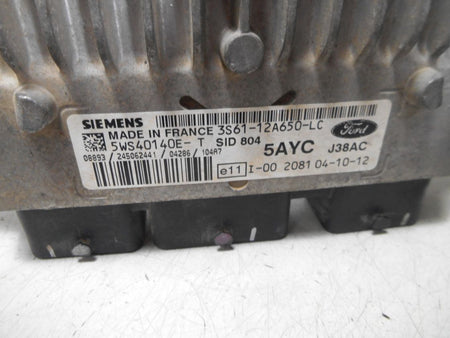 SIEMENS
MADE IN FRANCE 3S61-12A650-LC Ford
5WS40140E- T SID 804 5AYC J38AC
08893 / 245062441 / 04286 / 104A7
e11 I-00 2081 04-10-12